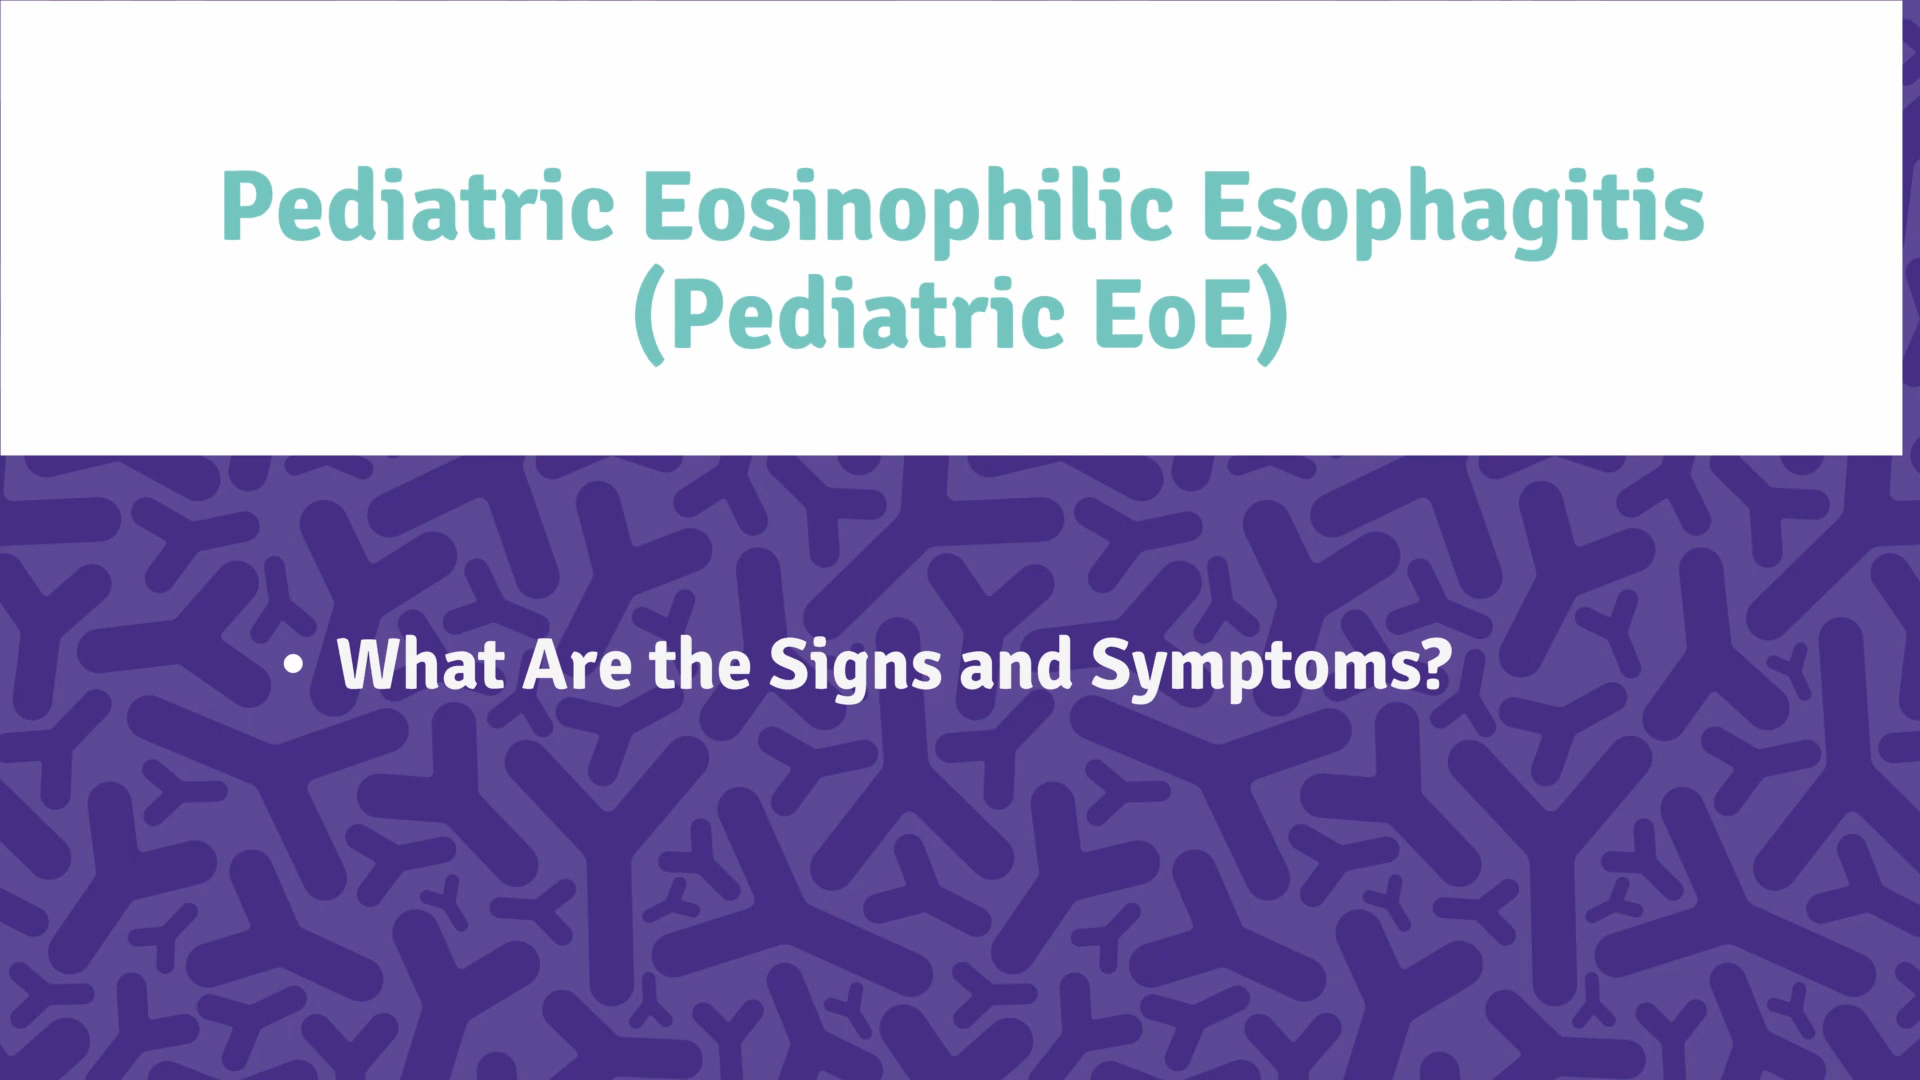 Pediatric Eosinophilic Esophagitis
(Pediatric EoE)
• What Are the Signs and Symptoms?